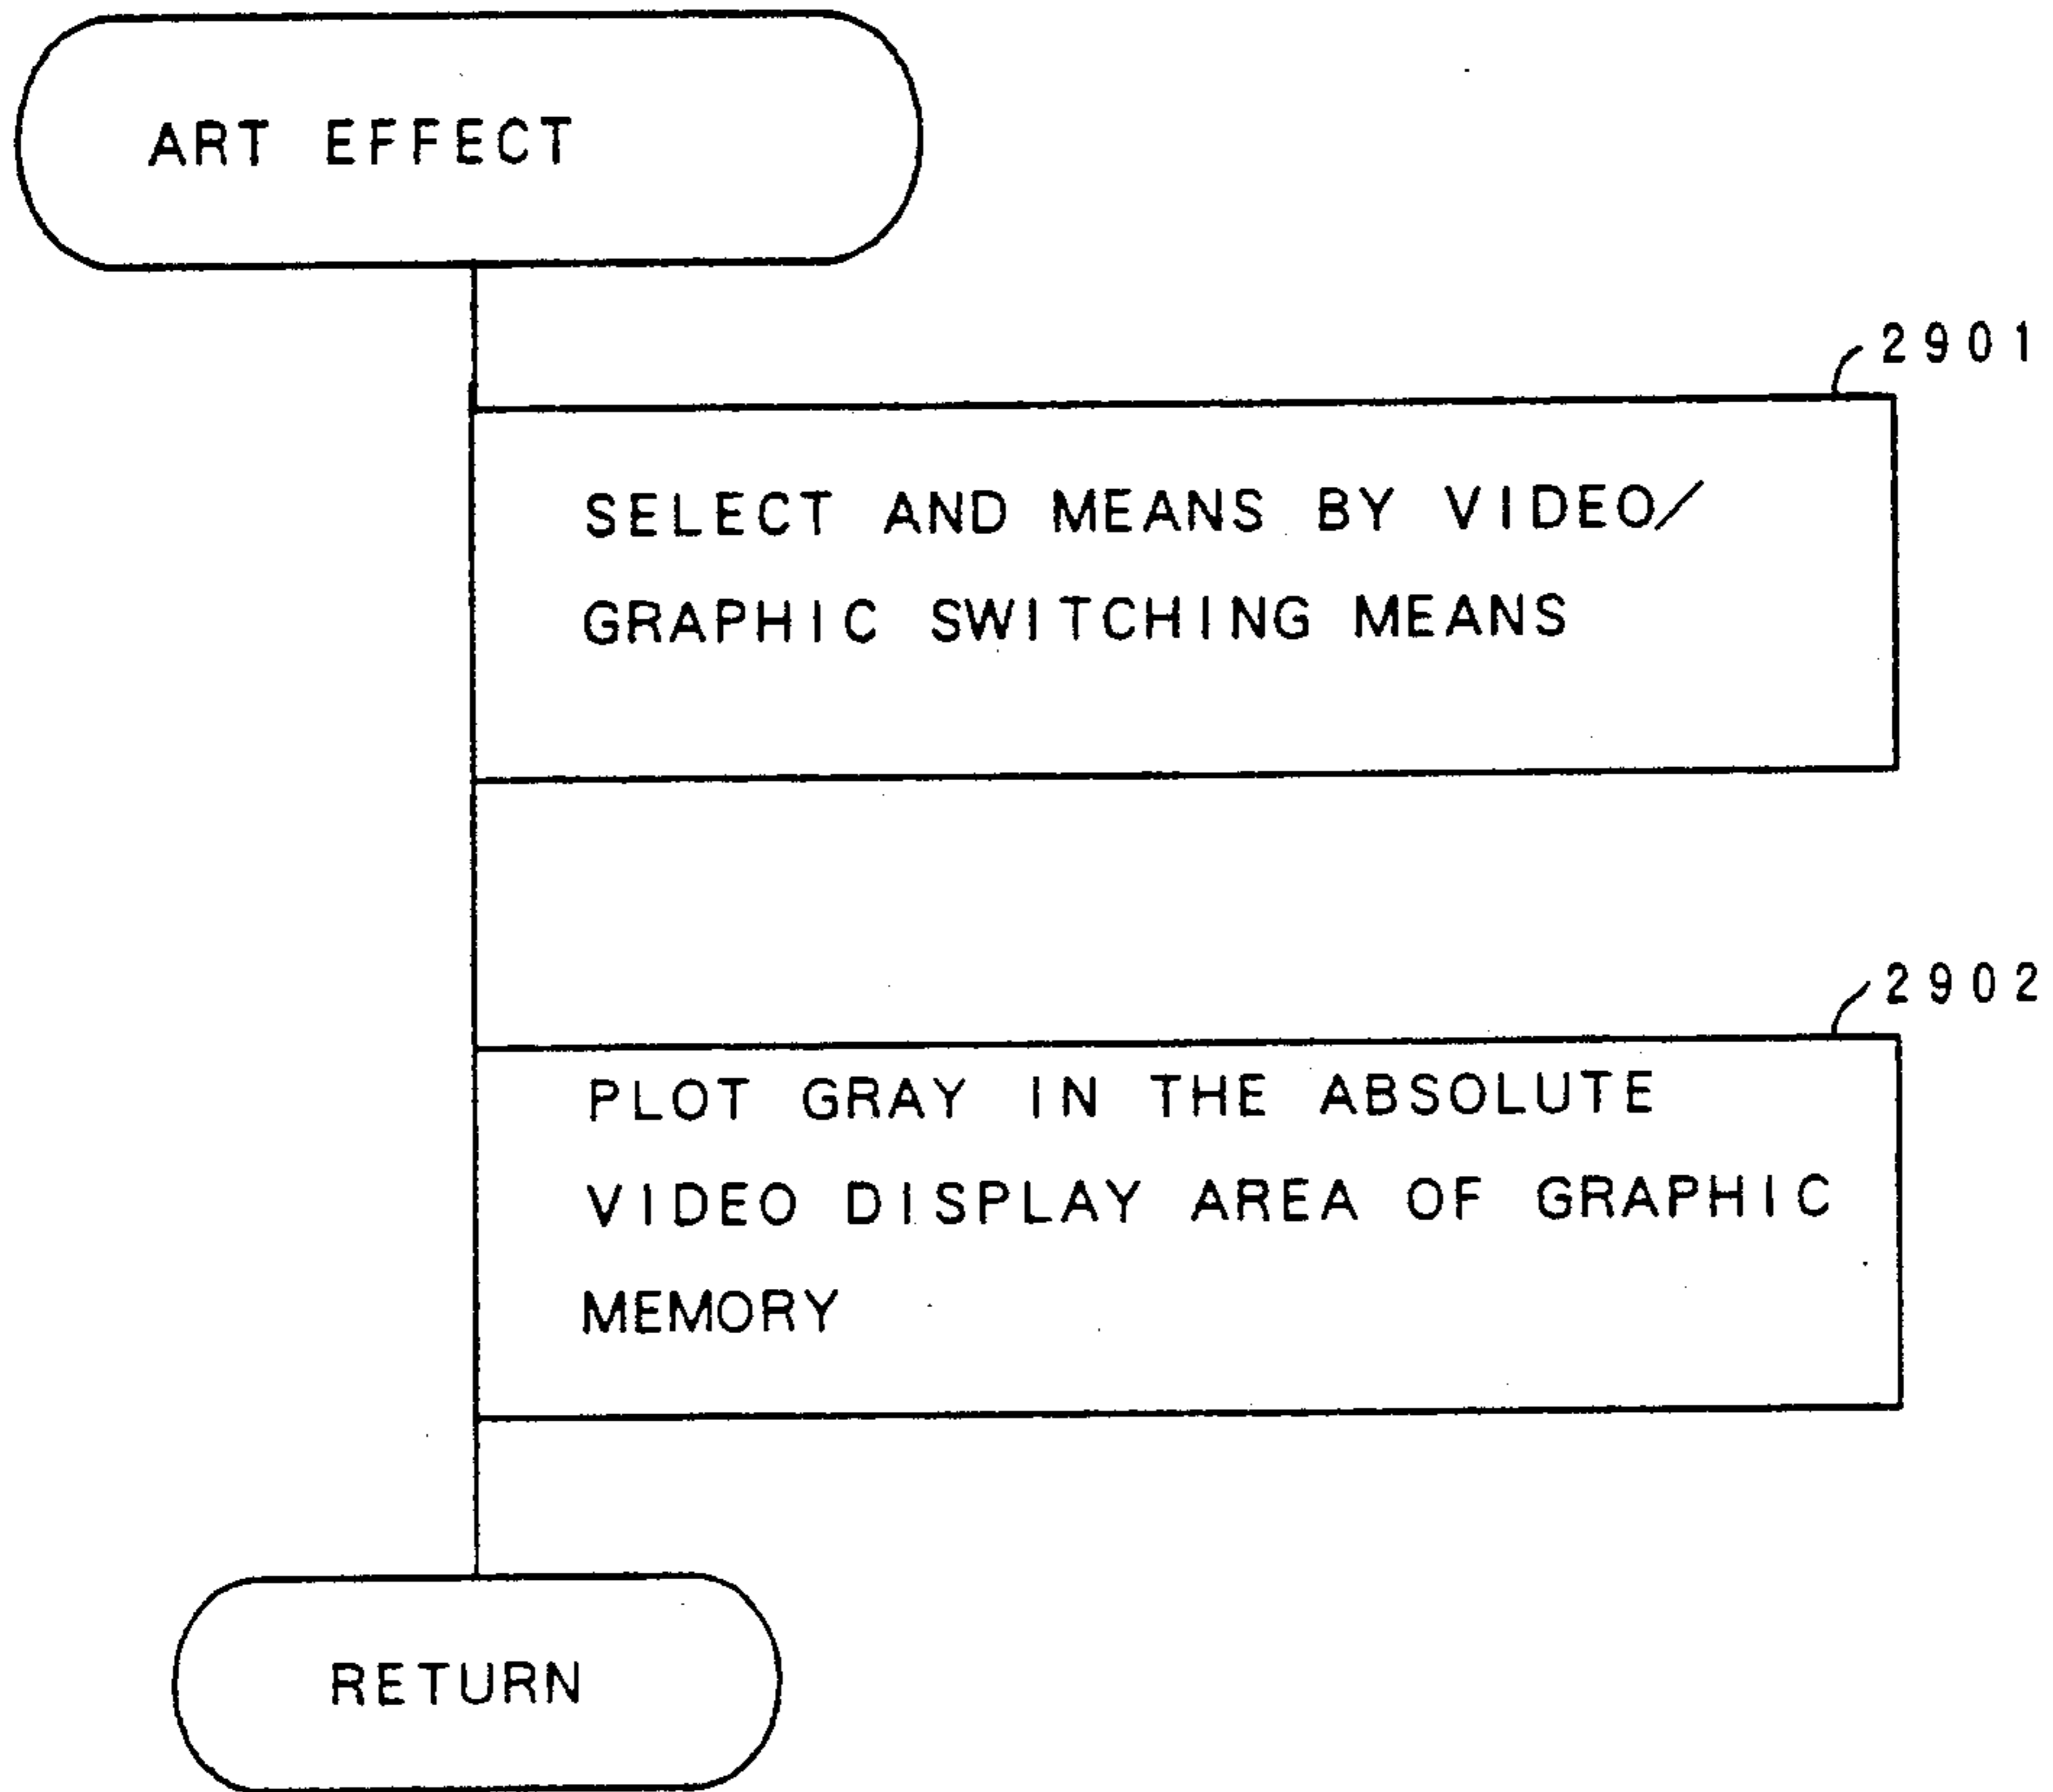 ART EFFECT
2901
SELECT AND MEANS BY VIDEO/
GRAPHIC SWITCHING MEANS
2902
PLOT GRAY IN THE ABSOLUTE
VIDEO DISPLAY AREA OF GRAPHIC
MEMORY
RETURN